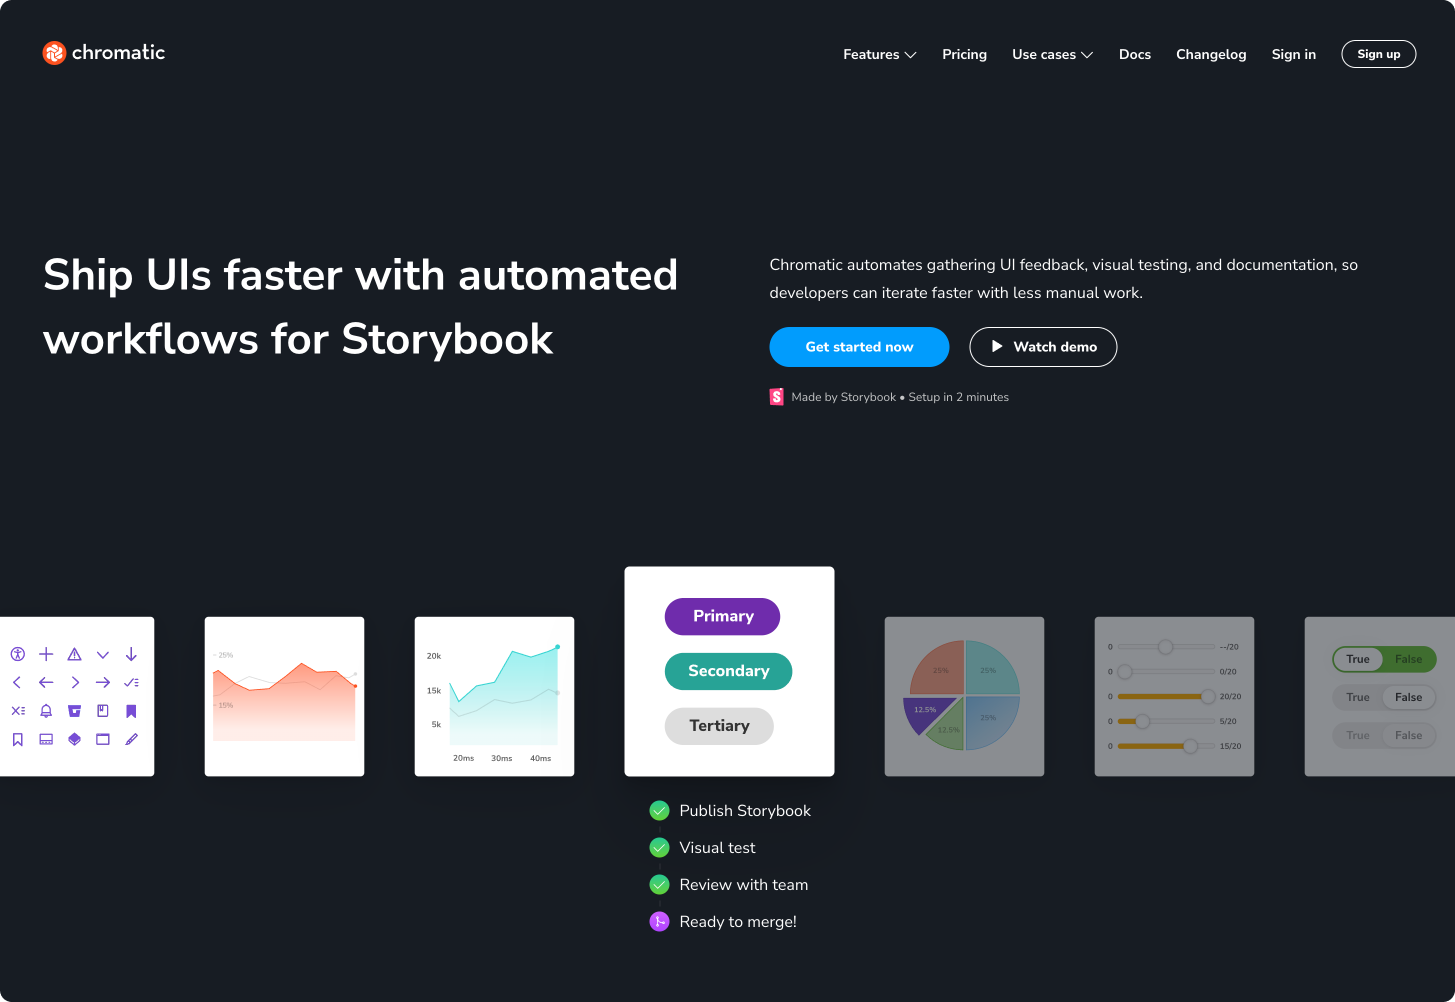 chromatic
Features
Pricing
Use cases
Docs
Changelog
Sign in
Sign up
Ship UIs faster with automated
workflows for Storybook
Chromatic automates gathering UI feedback, visual testing, and documentation, so
developers can iterate faster with less manual work.
Get started now
Watch demo
S
Made by Storybook • Setup in 2 minutes
25%
15%
20k
15k
5k
20ms 30ms 40ms
Primary
Secondary
Tertiary
25% 25%
12.5% 25%
12.5%
0 --/20
0 0/20
0 20/20
0 5/20
0 15/20
True False
True False
True False
Publish Storybook
Visual test
Review with team
Ready to merge!